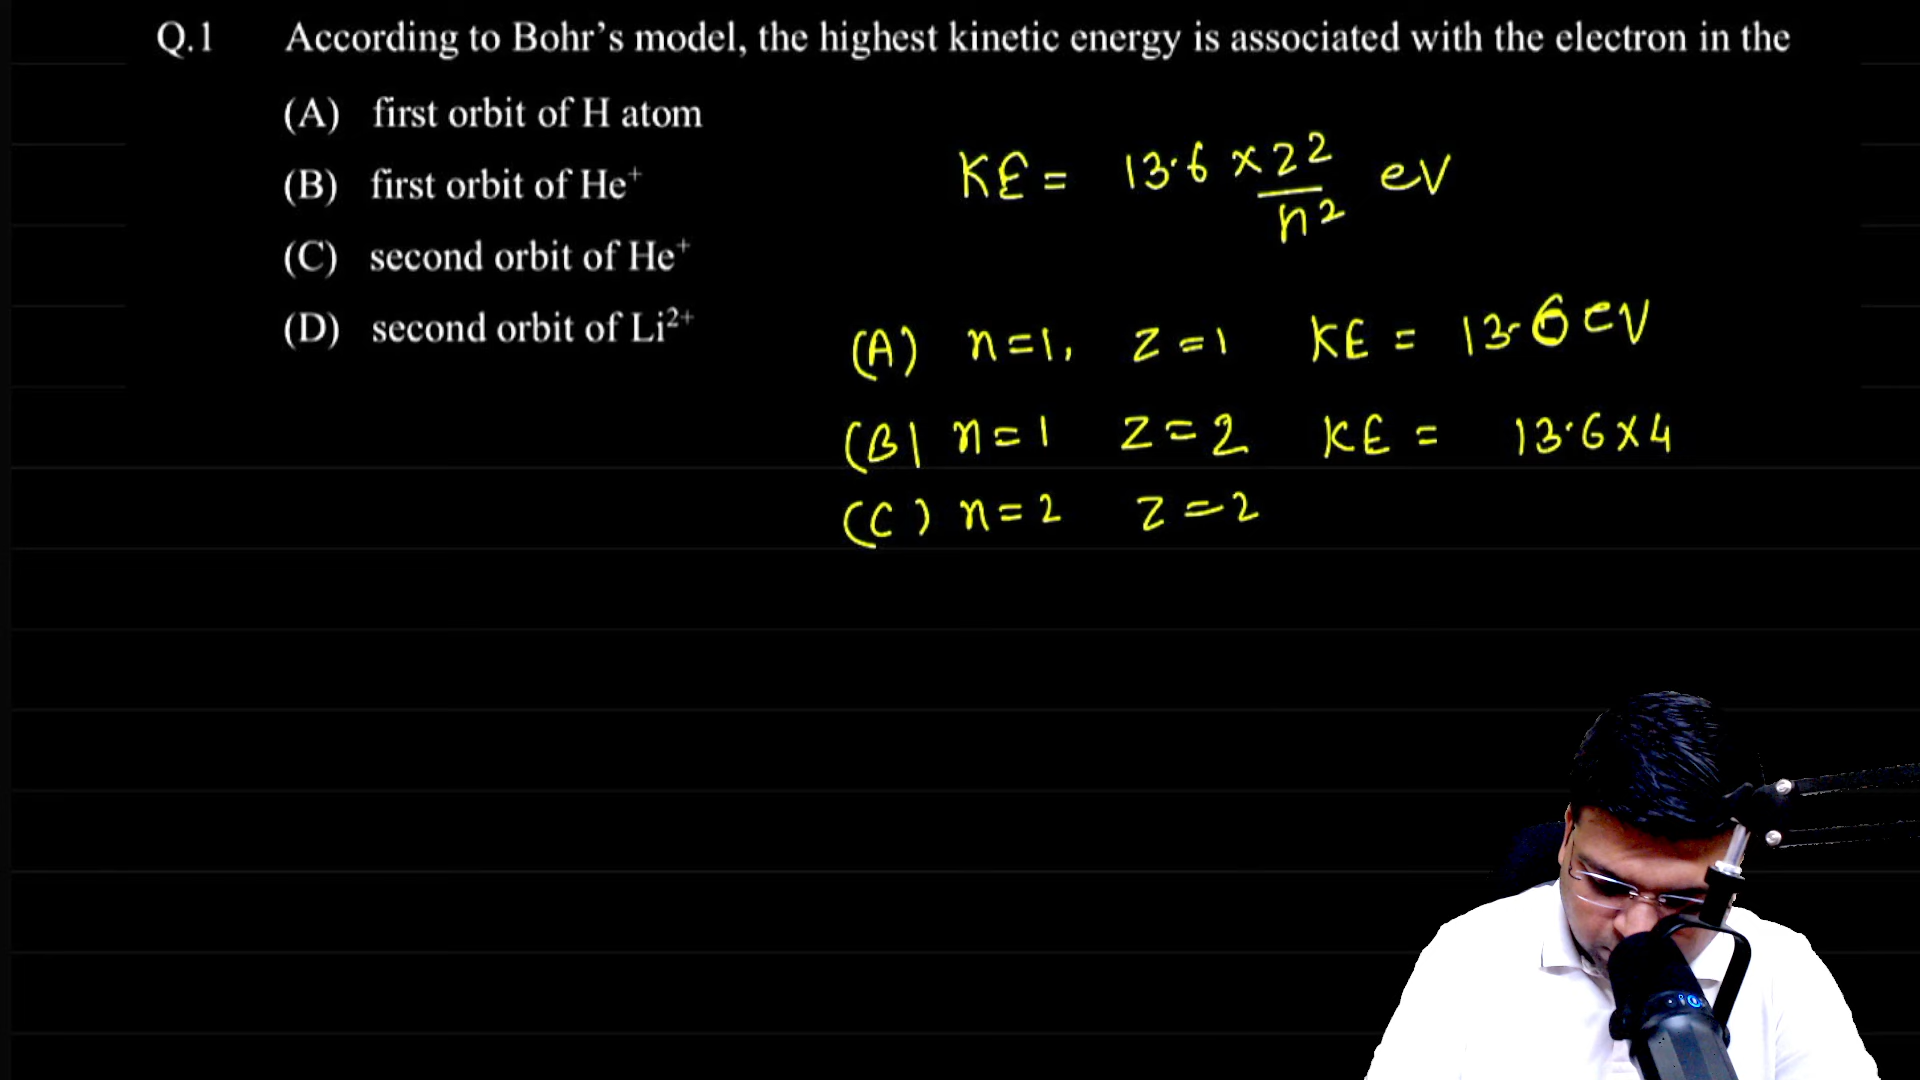 Q.1 According to Bohr's model, the highest kinetic energy is associated with the electron in the
(A) first orbit of H atom
(B) first orbit of He⁺
(C) second orbit of He⁺
(D) second orbit of Li²⁺
KE = 13.6 × Z²/n² eV
(A) n=1, Z=1 KE = 13.6 eV
(B) n=1 Z=2 KE = 13.6×4
(C) n=2 Z=2